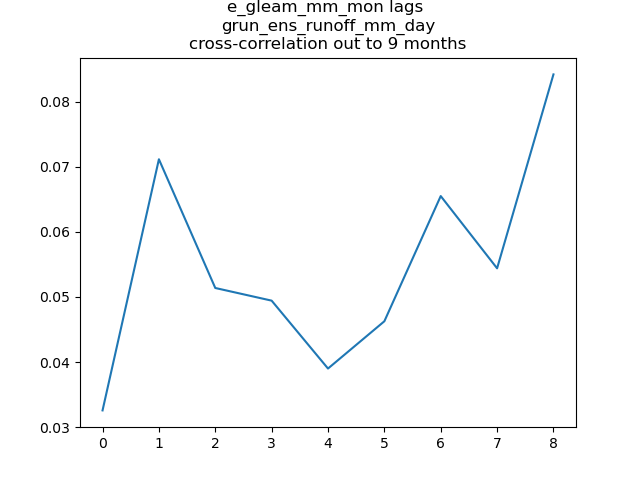 e_gleam_mm_mon lags
grun_ens_runoff_mm_day
cross-correlation out to 9 months
0.08
0.07
0.06
0.05
0.04
0.03
0 1 2 3 4 5 6 7 8